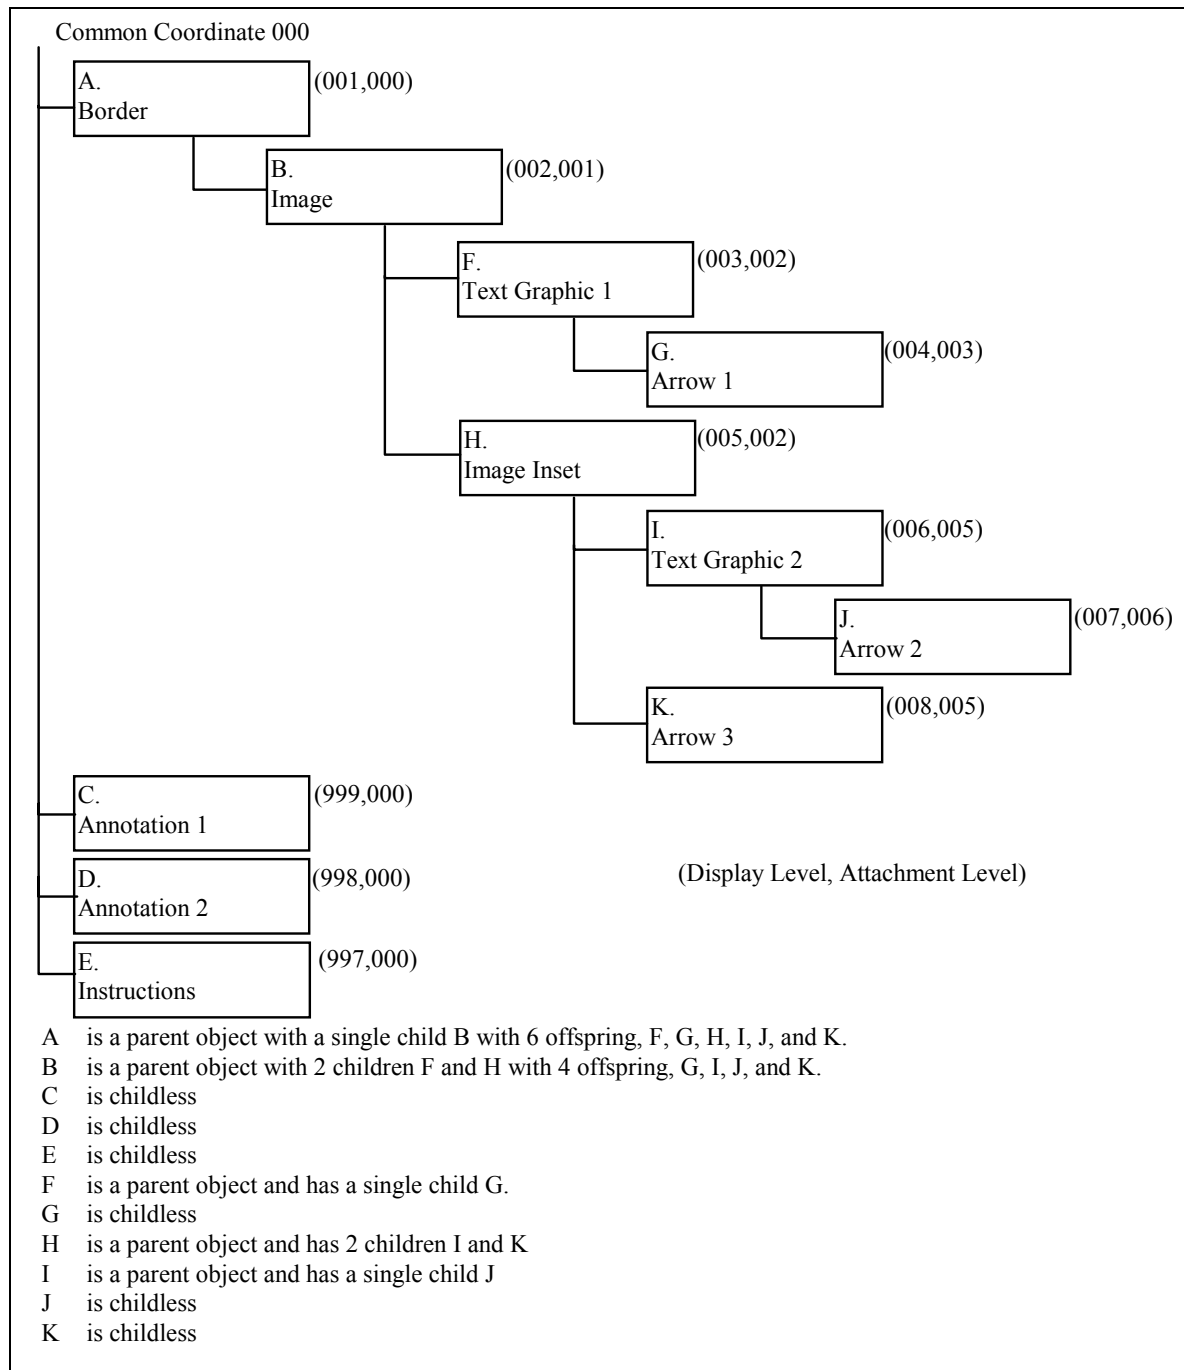 Common Coordinate 000
A.
Border
(001,000)
B.
Image
(002,001)
F.
Text Graphic 1
(003,002)
G.
Arrow 1
(004,003)
H.
Image Inset
(005,002)
I.
Text Graphic 2
(006,005)
J.
Arrow 2
(007,006)
K.
Arrow 3
(008,005)
C.
Annotation 1
(999,000)
D.
Annotation 2
(998,000)
(Display Level, Attachment Level)
E.
Instructions
(997,000)
A is a parent object with a single child B with 6 offspring, F, G, H, I, J, and K.
B is a parent object with 2 children F and H with 4 offspring, G, I, J, and K.
C is childless
D is childless
E is childless
F is a parent object and has a single child G.
G is childless
H is a parent object and has 2 children I and K
I is a parent object and has a single child J
J is childless
K is childless